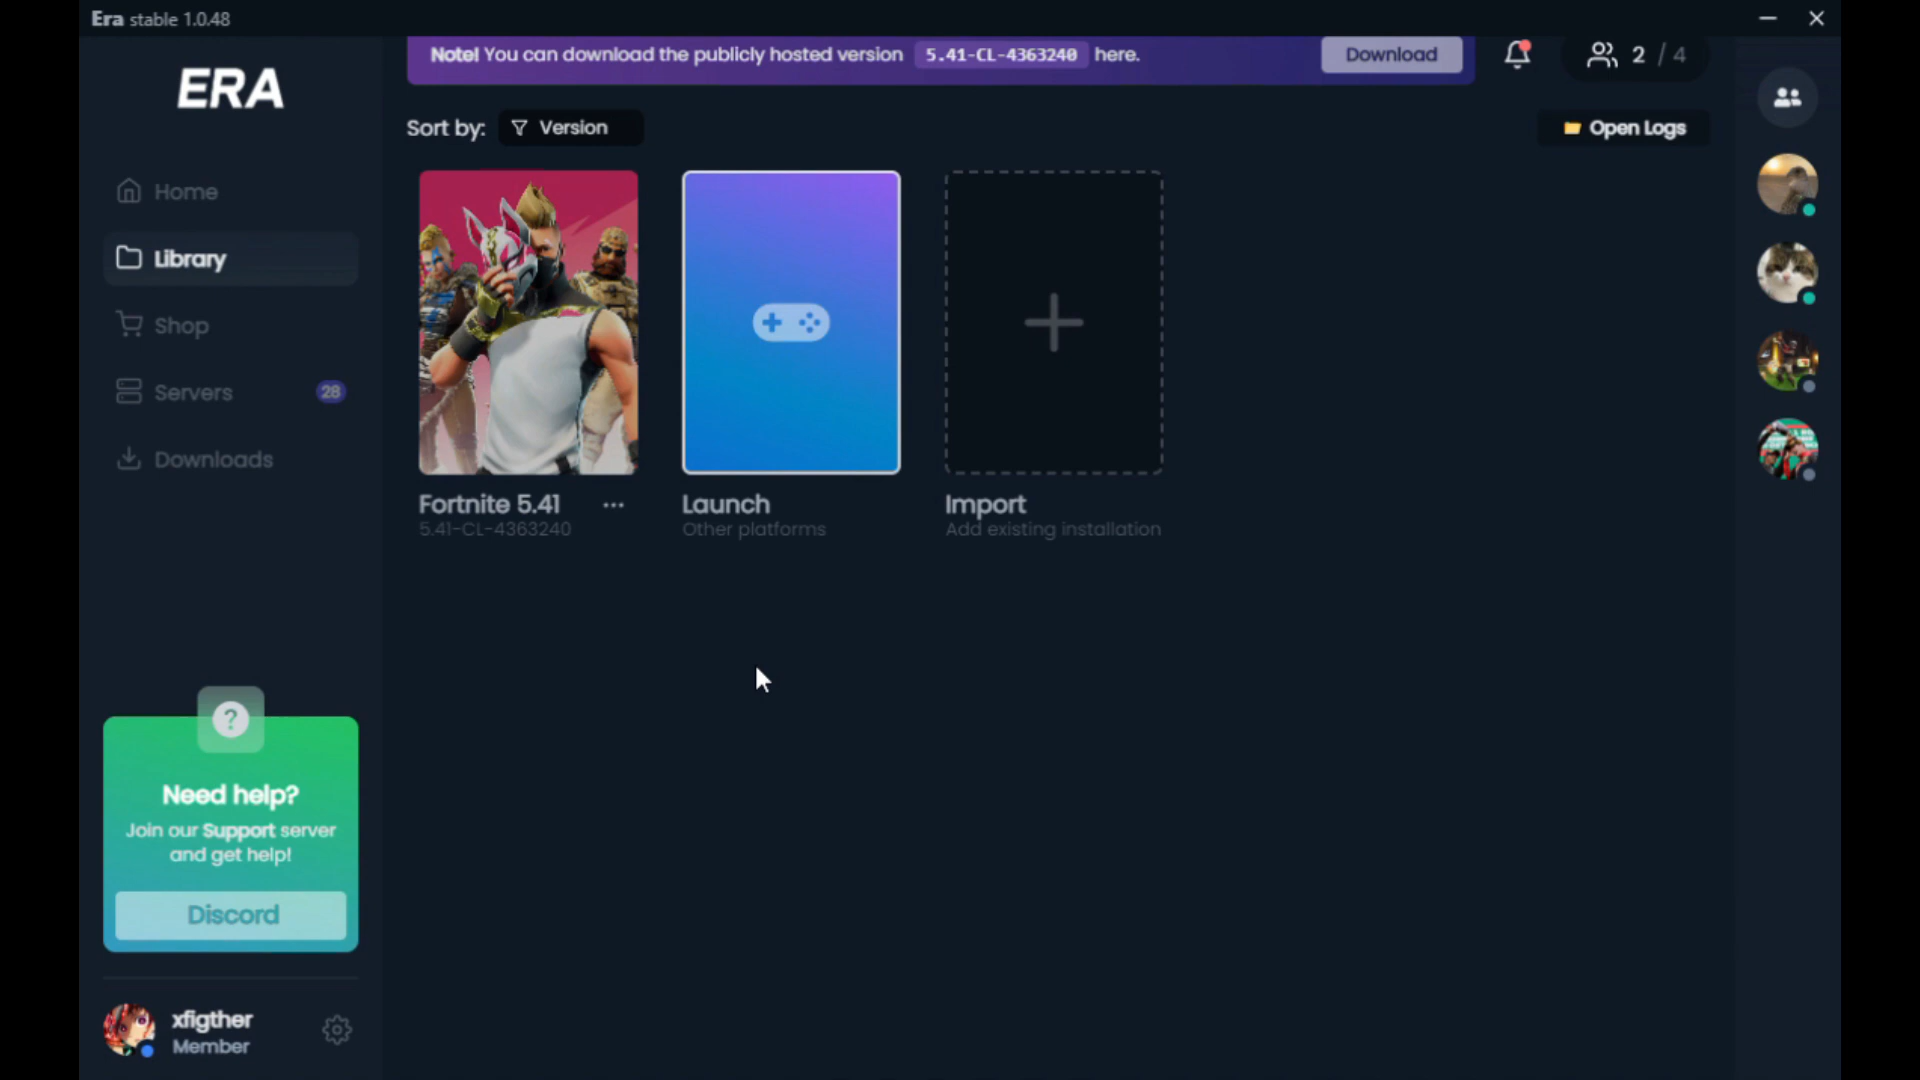 Era stable 1.0.48
ERA
Home
Library
Shop
Servers 28
Downloads
Need help?
Join our Support server
and get help!
Discord
xfigther
Member
Note! You can download the publicly hosted version 5.41-CL-4363240 here.
Download
2 / 4
Sort by: Version
Open Logs
Fortnite 5.41 ...
5.41-CL-4363240
Launch
Other platforms
Import
Add existing installation